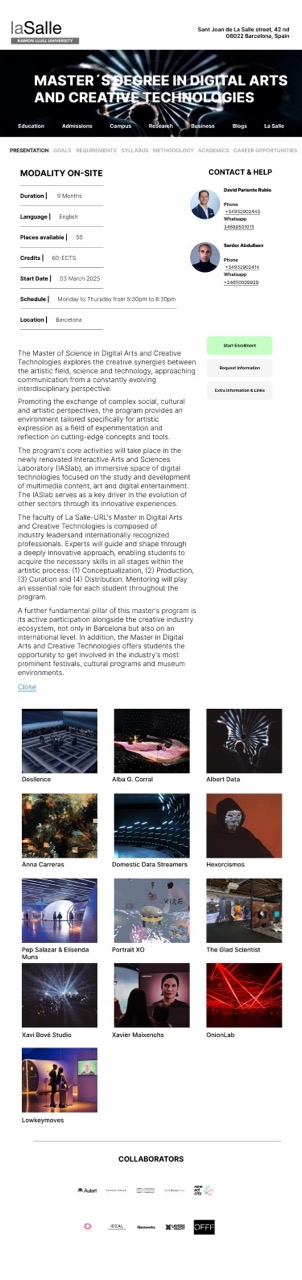 laSalle
RAMON LLULL UNIVERSITY
Sant Joan de La Salle street, 42 nd
08022 Barcelona, Spain
MASTER´S DEGREE IN DIGITAL ARTS
AND CREATIVE TECHNOLOGIES
Education Admissions Campus Research Business Blogs La Salle
PRESENTATION GOALS REQUIREMENTS SYLLABUS METHODOLOGY ACADEMICS CAREER OPPORTUNITIES
MODALITY ON-SITE
Duration | 9 Months
Language | English
Places available | 50
Credits | 60-ECTS
Start Date | 03 March 2025
Schedule | Monday to Thursday from 5:30pm to 8:30pm
Location | Barcelona
CONTACT & HELP
David Pariente Rubio
Phone
+34932902443
Whatsapp
Sardor Abdullaev
Phone
+34932902414
Whatsapp
Start Enrollment
Request Information
Extra Information & Links
The Master of Science in Digital Arts and Creative
Technologies explores the creative synergies between
the artistic field, science and technology, approaching
communication from a constantly evolving
interdisciplinary perspective.
Promoting the exchange of complex social, cultural
and artistic perspectives, the program provides an
environment tailored specifically for artistic
expression as a field of experimentation and
reflection on cutting-edge concepts and tools.
The program's core activities will take place in the
newly renovated Interactive Arts and Sciences
Laboratory (IASlab), an immersive space of digital
technologies focused on the study and development
of multimedia content, art and digital entertainment.
The IASlab serves as a key driver in the evolution of
other sectors through its innovative experiences.
The faculty of La Salle-URL's Master in Digital Arts
and Creative Technologies is composed of
industry leadersand internationally recognized
professionals. Experts will guide and shape through
a deeply innovative approach, enabling students to
acquire the necessary skills in all stages within the
artistic process: (1) Conceptualization, (2) Production,
(3) Curation and (4) Distribution. Mentoring will play
an essential role for each student throughout the
program.
A further fundamental pillar of this master's program is
its active participation alongside the creative industry
ecosystem, not only in Barcelona but also on an
international level. In addition, the Master in Digital
Arts and Creative Technologies offers students the
opportunity to get involved in the industry's most
prominent festivals, cultural programs and museum
environments.
Close
Desilence
Alba G. Corral
Albert Data
Anna Carreras
Domestic Data Streamers
Hexorcismos
Pep Salazar & Elisenda
Muns
Portrait XO
The Glad Scientist
Xavi Bové Studio
Xavier Maixenchs
OnionLab
Lowkeymoves
COLLABORATORS
Aulart
new
art
city
IDEAL
OFFF